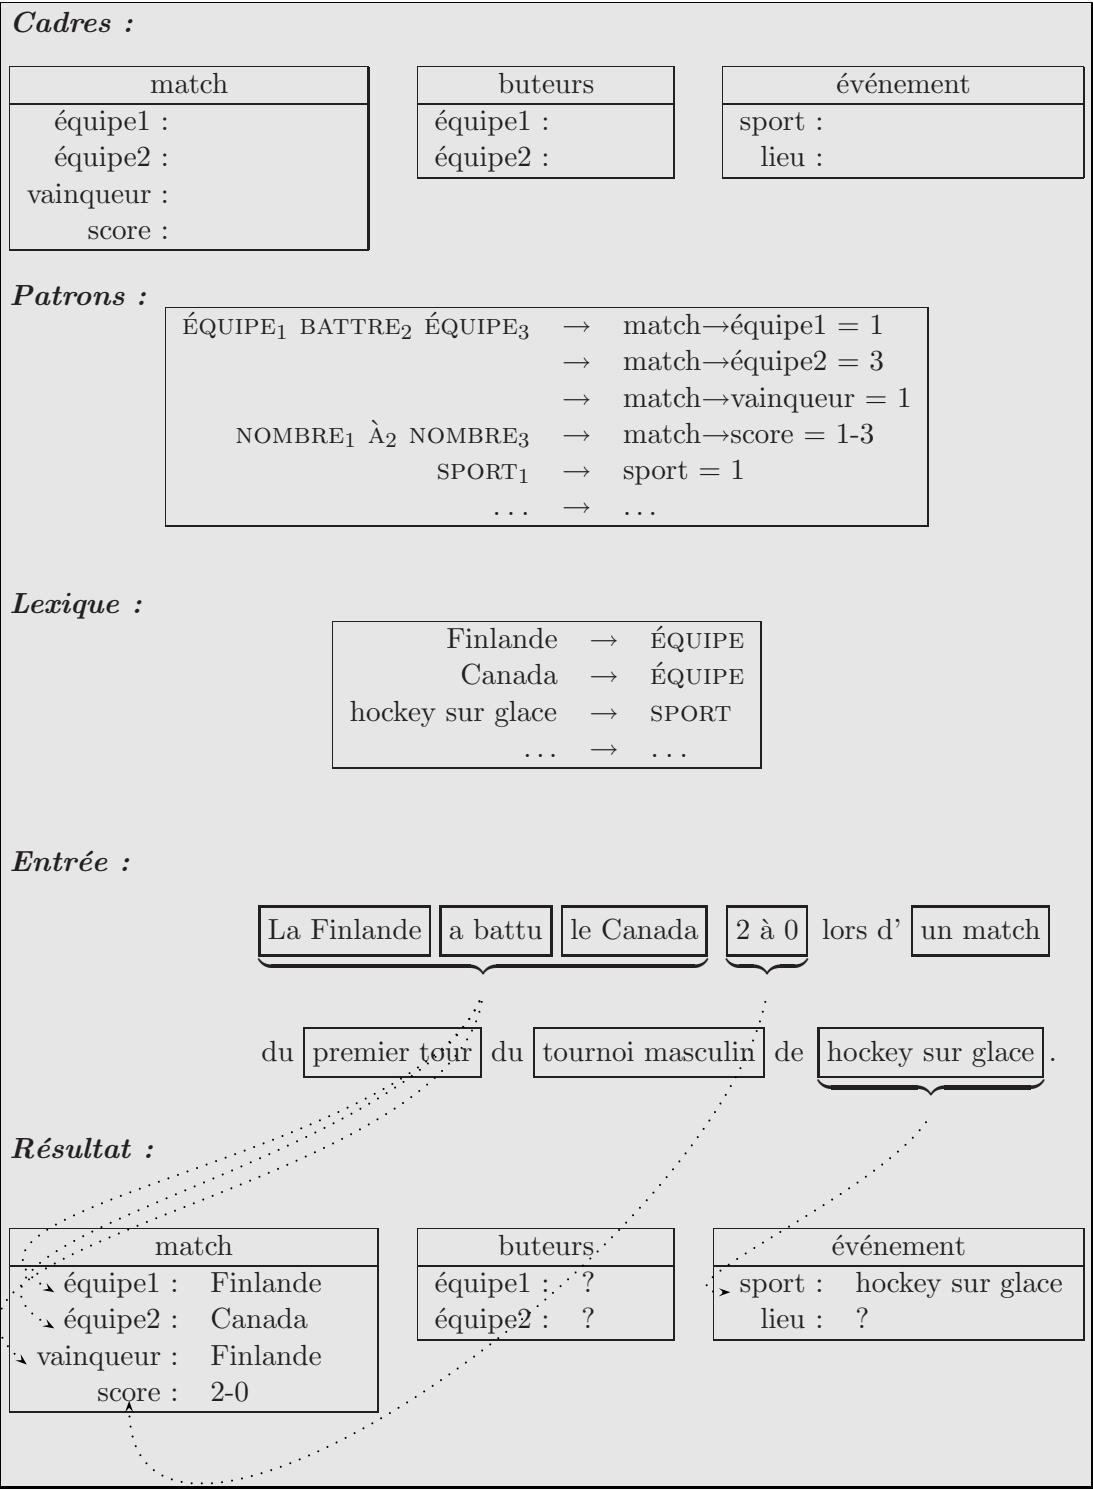 Cadres :
match buteurs événement
équipe1 : équipe1 : sport :
équipe2 : équipe2 : lieu :
vainqueur :
score :
Patrons :
ÉQUIPE1 BATTRE2 ÉQUIPE3 → match→équipe1 = 1
→ match→équipe2 = 3
→ match→vainqueur = 1
NOMBRE1 À2 NOMBRE3 → match→score = 1-3
SPORT1 → sport = 1
... → ...
Lexique :
Finlande → ÉQUIPE
Canada → ÉQUIPE
hockey sur glace → SPORT
... → ...
Entrée :
La Finlande a battu le Canada 2 à 0 lors d' un match
du premier tour du tournoi masculin de hockey sur glace .
Résultat :
match buteurs événement
équipe1 : Finlande équipe1 : ? sport : hockey sur glace
équipe2 : Canada équipe2 : ? lieu : ?
vainqueur : Finlande
score : 2-0